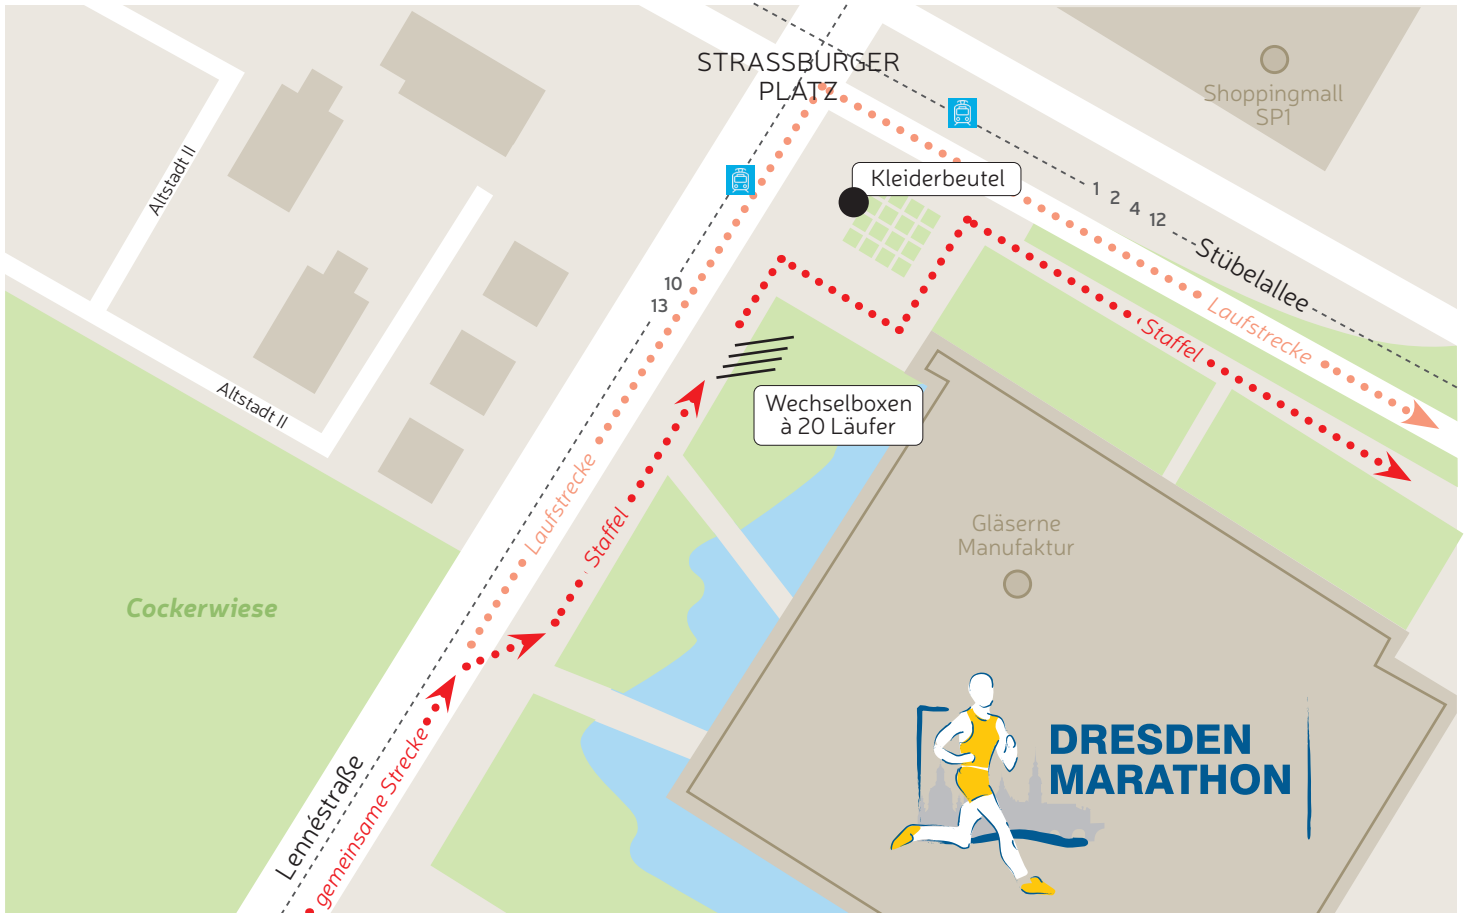 STRASSBURGER
PLATZ
Shoppingmall
SP1
Altstadt II
Kleiderbeutel
1
2
4
12
Stübelallee
10
13
Laufstrecke
Staffel
Altstadt II
Wechselboxen
à 20 Läufer
Laufstrecke
Staffel
Gläserne
Manufaktur
Cockerwiese
Lennéstraße
gemeinsame Strecke
DRESDEN
MARATHON